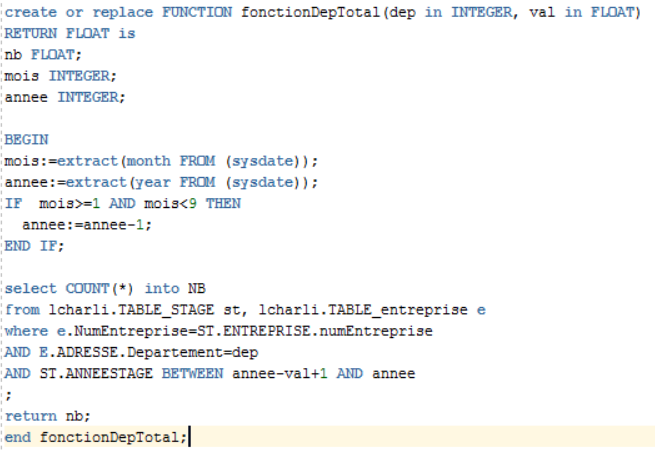 create or replace FUNCTION fonctionDepTotal(dep in INTEGER, val in FLOAT)
RETURN FLOAT is
nb FLOAT;
mois INTEGER;
annee INTEGER;
BEGIN
mois:=extract(month FROM (sysdate));
annee:=extract(year FROM (sysdate));
IF  mois>=1 AND mois<9 THEN
  annee:=annee-1;
END IF;
select COUNT(*) into NB
from lcharli.TABLE_STAGE st, lcharli.TABLE_entreprise e
where e.NumEntreprise=ST.ENTREPRISE.numEntreprise
AND E.ADRESSE.Departement=dep
AND ST.ANNEESTAGE BETWEEN annee-val+1 AND annee
;
return nb;
end fonctionDepTotal;